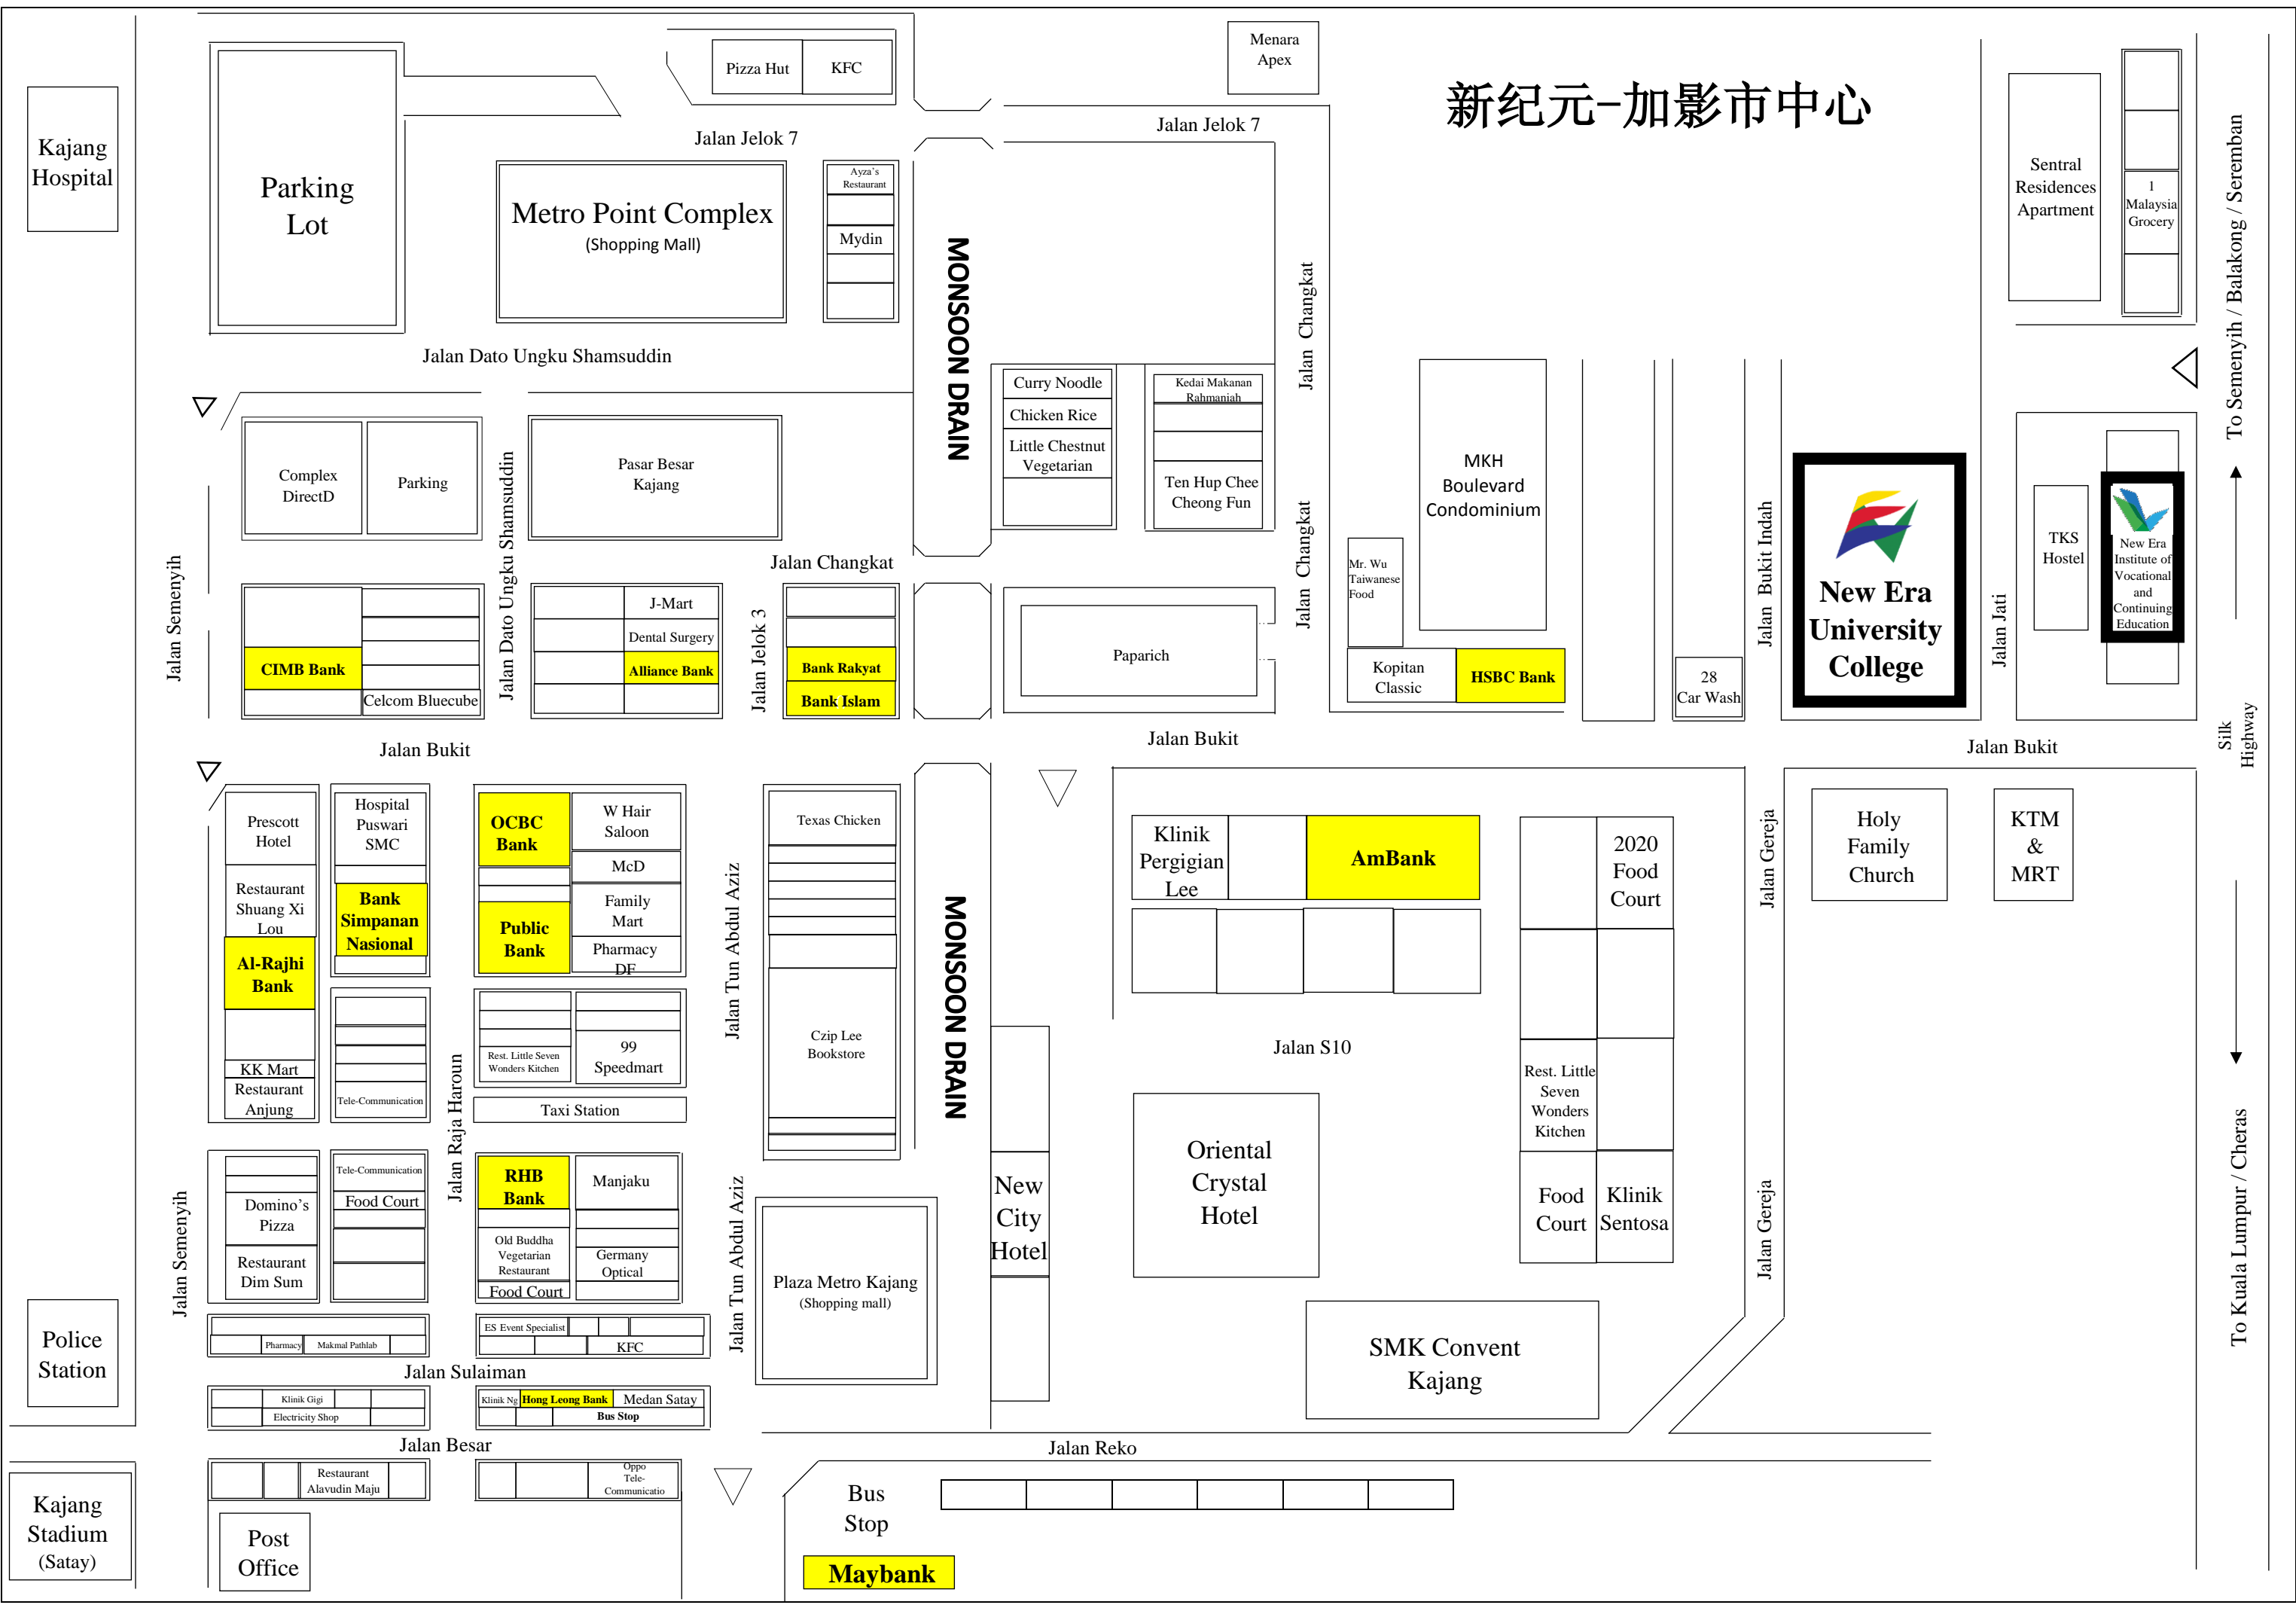 新纪元-加影市中心
Kajang
Hospital
Parking
Lot
Pizza Hut
KFC
Menara
Apex
Jalan Jelok 7
Jalan Jelok 7
Metro Point Complex
(Shopping Mall)
Ayza's
Restaurant
Mydin
MONSOON DRAIN
Jalan Changkat
Sentral
Residences
Apartment
1
Malaysia
Grocery
To Semenyih / Balakong / Seremban
Jalan Dato Ungku Shamsuddin
Curry Noodle
Chicken Rice
Little Chestnut
Vegetarian
Kedai Makanan
Rahmaniah
Ten Hup Chee
Cheong Fun
Complex
DirectD
Parking
Jalan Dato Ungku Shamsuddin
Pasar Besar
Kajang
Jalan Changkat
Jalan Changkat
MKH
Boulevard
Condominium
Mr. Wu
Taiwanese
Food
Jalan Bukit Indah
New Era
University
College
Jalan Jati
TKS
Hostel
New Era
Institute of
Vocational
and
Continuing
Education
Jalan Semenyih
CIMB Bank
Celcom Bluecube
J-Mart
Dental Surgery
Alliance Bank
Jalan Jelok 3
Bank Rakyat
Bank Islam
Paparich
Kopitan
Classic
HSBC Bank
28
Car Wash
Silk
Highway
Jalan Bukit
Jalan Bukit
Jalan Bukit
Prescott
Hotel
Restaurant
Shuang Xi
Lou
Al-Rajhi
Bank
KK Mart
Restaurant
Anjung
Hospital
Puswari
SMC
Bank
Simpanan
Nasional
Tele-Communication
Jalan Raja Haroun
OCBC
Bank
Public
Bank
W Hair
Saloon
McD
Family
Mart
Pharmacy
DF
Rest. Little Seven
Wonders Kitchen
99
Speedmart
Taxi Station
Jalan Tun Abdul Aziz
Texas Chicken
Czip Lee
Bookstore
MONSOON DRAIN
Klinik
Pergigian
Lee
AmBank
2020
Food
Court
Jalan Gereja
Holy
Family
Church
KTM
&
MRT
Jalan S10
Rest. Little
Seven
Wonders
Kitchen
Food
Court
Klinik
Sentosa
Oriental
Crystal
Hotel
New
City
Hotel
Jalan Gereja
To Kuala Lumpur / Cheras
Jalan Semenyih
Domino's
Pizza
Restaurant
Dim Sum
Tele-Communication
Food Court
RHB
Bank
Old Buddha
Vegetarian
Restaurant
Food Court
Manjaku
Germany
Optical
Jalan Tun Abdul Aziz
Plaza Metro Kajang
(Shopping mall)
SMK Convent
Kajang
Police
Station
Pharmacy
Makmal Pathlab
ES Event Specialist
KFC
Jalan Sulaiman
Klinik Gigi
Electricity Shop
Klinik Ng
Hong Leong Bank
Medan Satay
Bus Stop
Jalan Besar
Jalan Reko
Restaurant
Alavudin Maju
Oppo
Tele-
Communicatio
Kajang
Stadium
(Satay)
Post
Office
Bus
Stop
Maybank